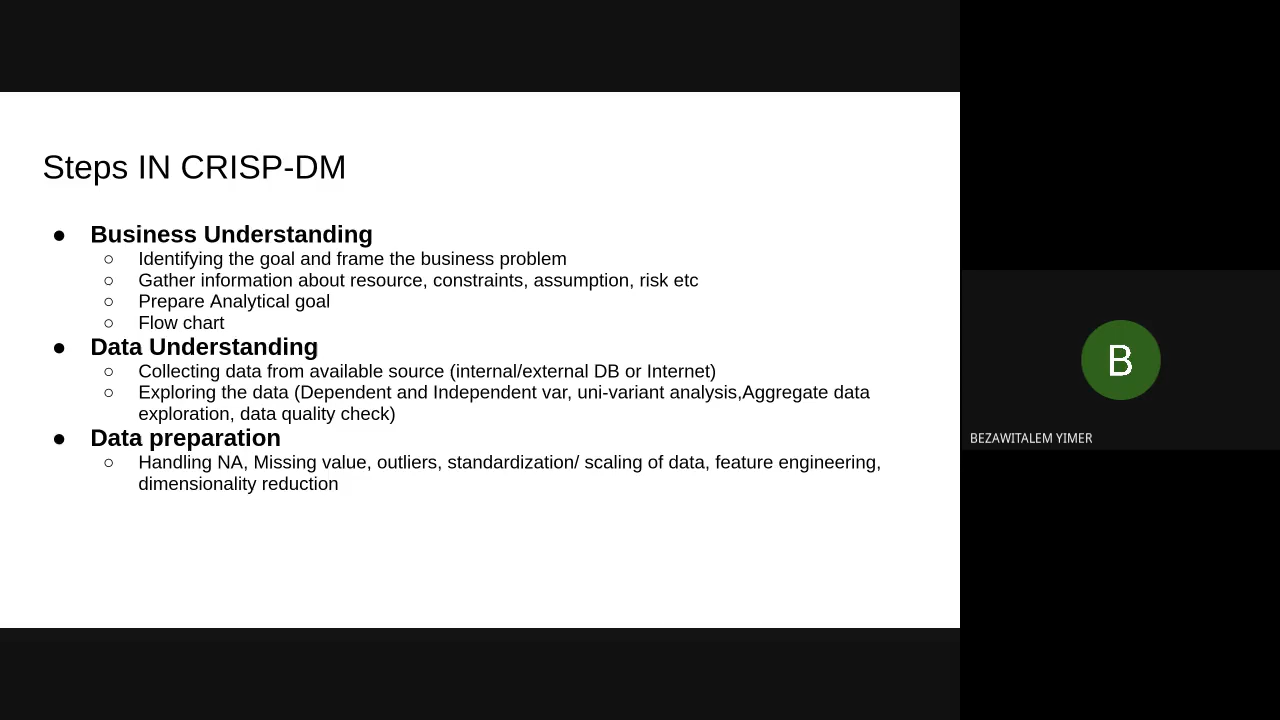 Steps IN CRISP-DM
● Business Understanding
○ Identifying the goal and frame the business problem
○ Gather information about resource, constraints, assumption, risk etc
○ Prepare Analytical goal
○ Flow chart
● Data Understanding
○ Collecting data from available source (internal/external DB or Internet)
○ Exploring the data (Dependent and Independent var, uni-variant analysis,Aggregate data
exploration, data quality check)
● Data preparation
○ Handling NA, Missing value, outliers, standardization/ scaling of data, feature engineering,
dimensionality reduction
B
BEZAWITALEM YIMER